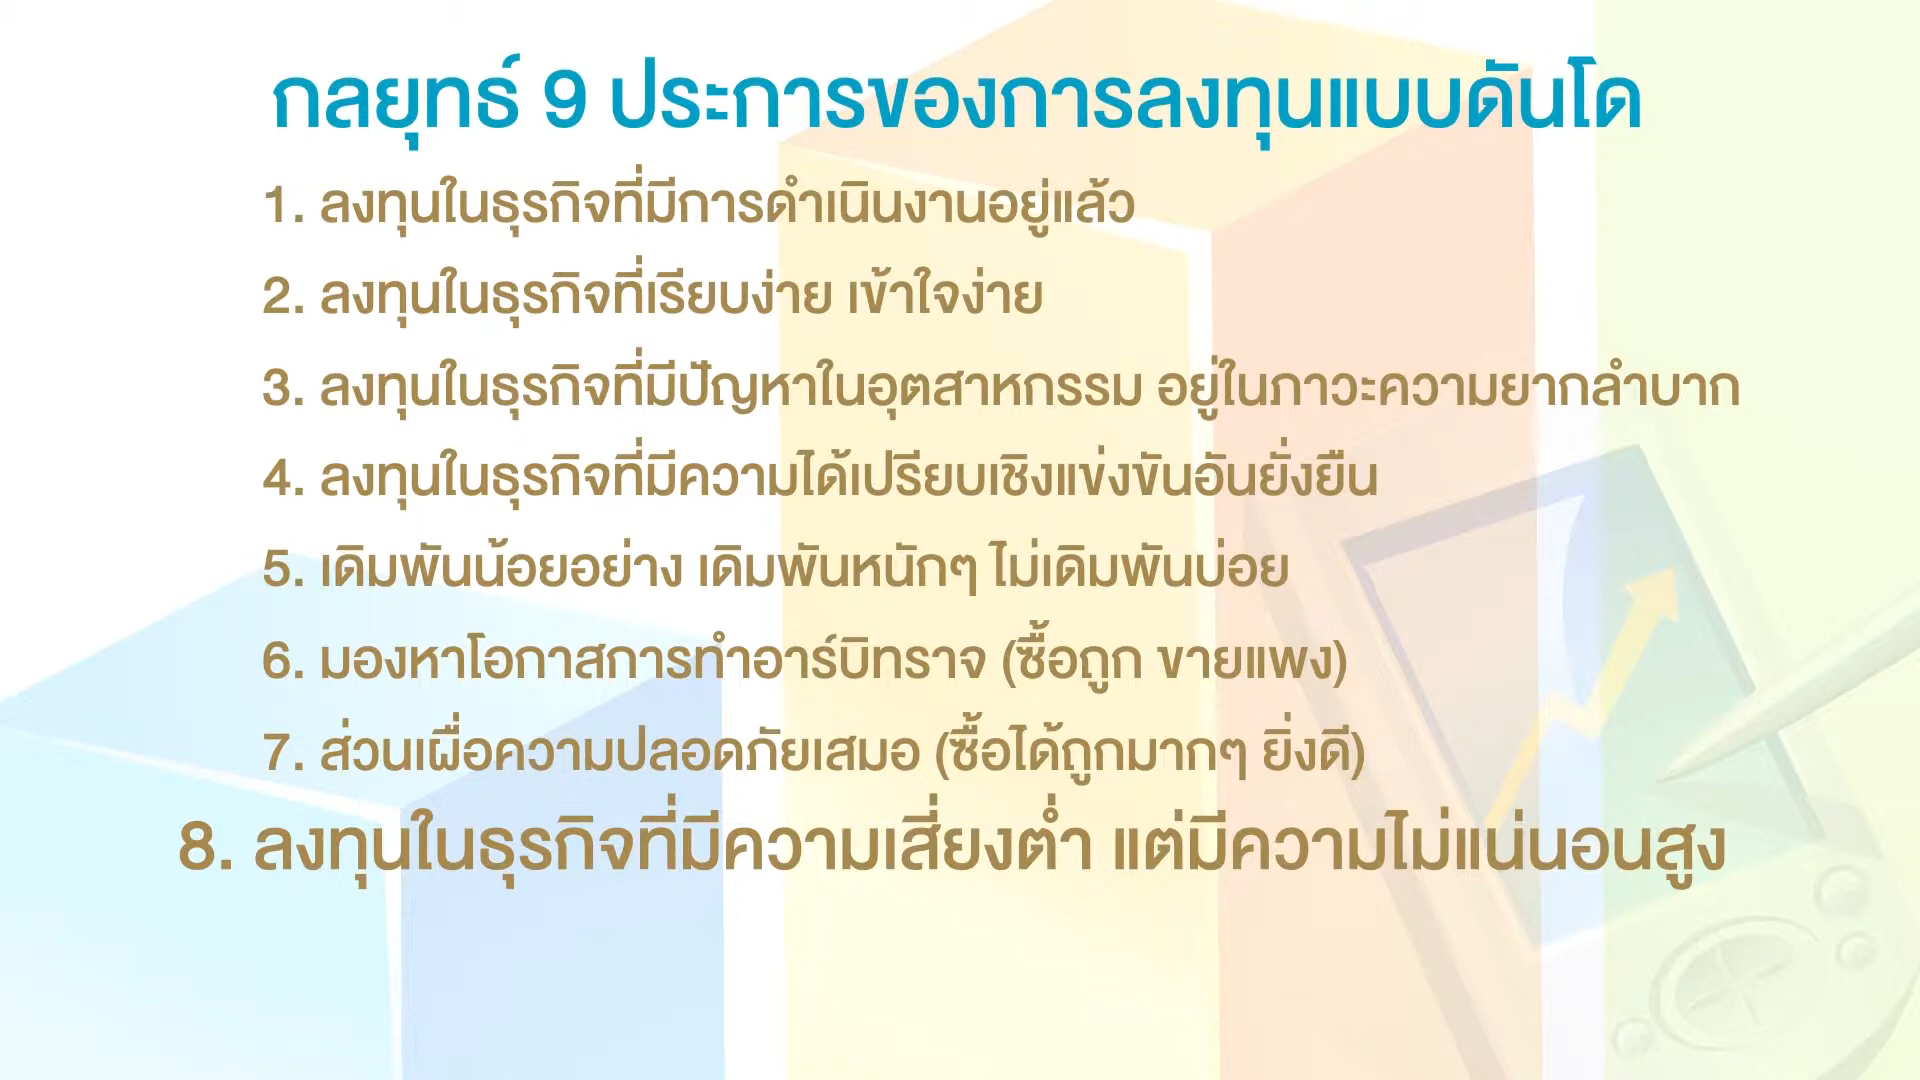 กลยุทธ์ 9 ประการของการลงทุนแบบดันโด
1. ลงทุนในธุรกิจที่มีการดำเนินงานอยู่แล้ว
2. ลงทุนในธุรกิจที่เรียบง่าย เข้าใจง่าย
3. ลงทุนในธุรกิจที่มีปัญหาในอุตสาหกรรม อยู่ในภาวะความยากลำบาก
4. ลงทุนในธุรกิจที่มีความได้เปรียบเชิงแข่งขันอันยั่งยืน
5. เดิมพันน้อยอย่าง เดิมพันหนักๆ ไม่เดิมพันบ่อย
6. มองหาโอกาสการทำอาร์บิทราจ (ซื้อถูก ขายแพง)
7. ส่วนเผื่อความปลอดภัยเสมอ (ซื้อได้ถูกมากๆ ยิ่งดี)
8. ลงทุนในธุรกิจที่มีความเสี่ยงต่ำ แต่มีความไม่แน่นอนสูง